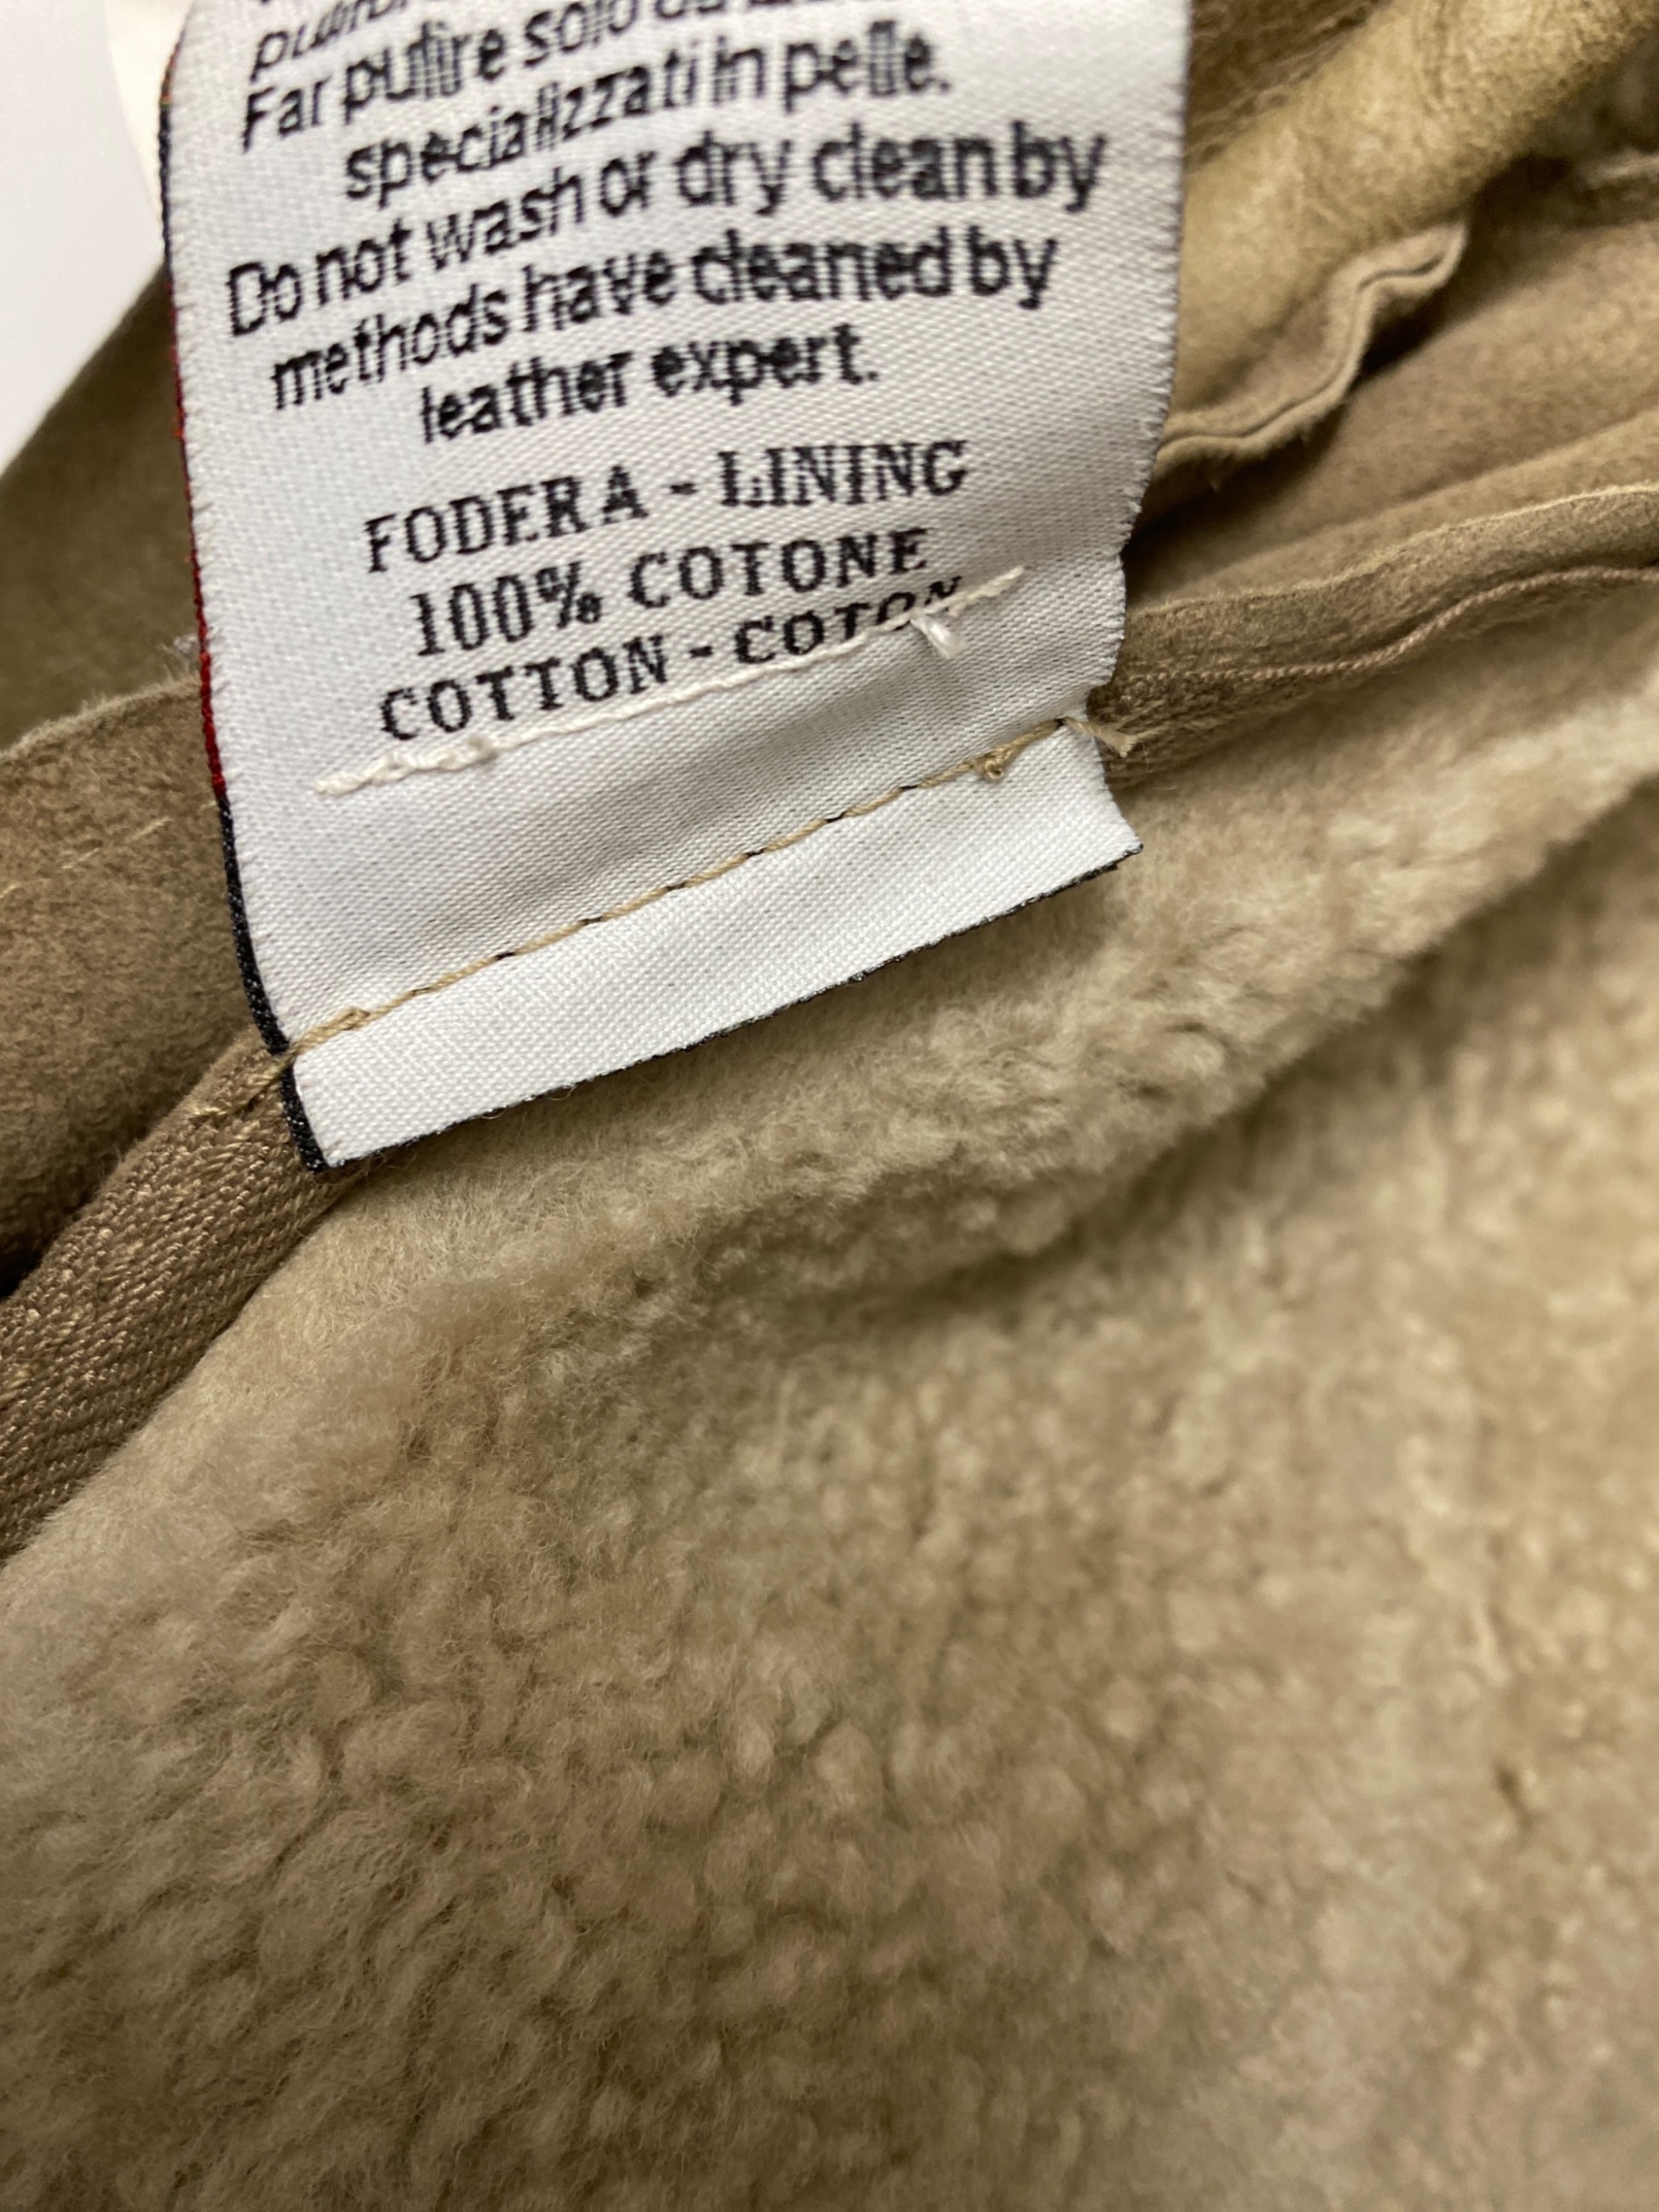 Far pulire solo da
specializzati in pelle.
Do not wash or dry clean by
methods have cleaned by
leather expert.
FODERA - LINING
100% COTONE
COTTON - COTON